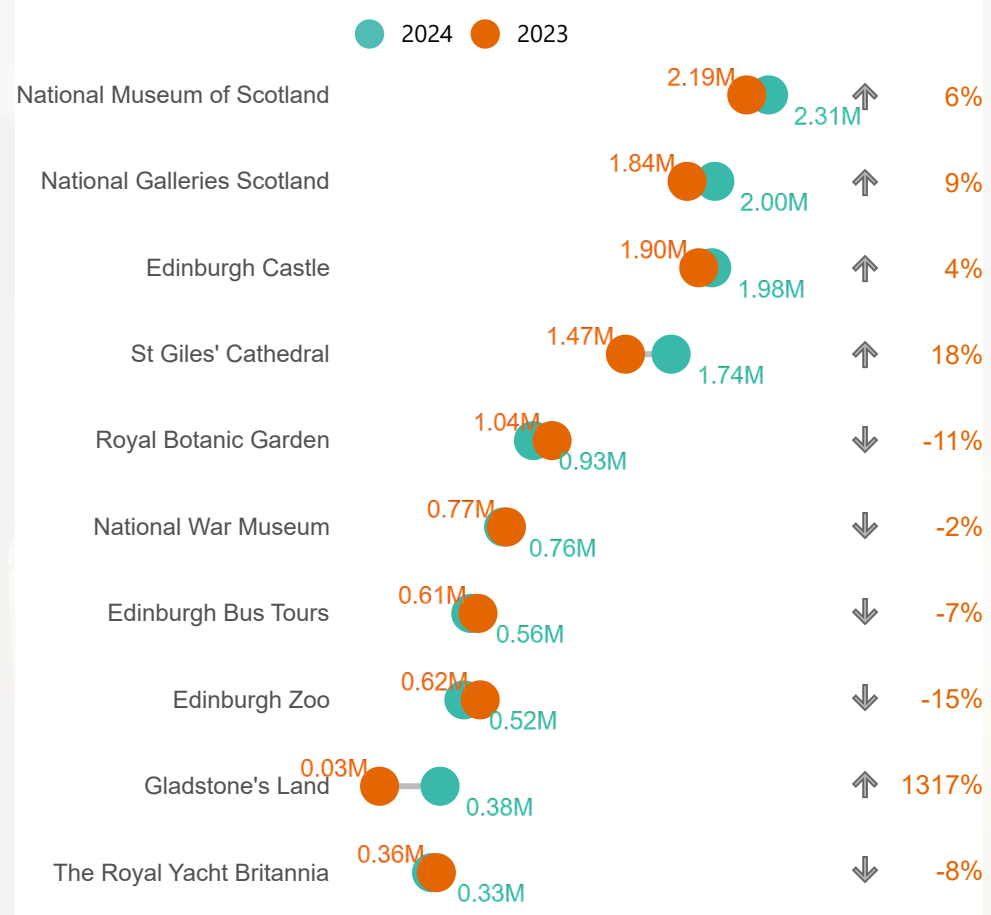 2024 2023
2.19M
National Museum of Scotland 6%
2.31M
1.84M
National Galleries Scotland 9%
2.00M
1.90M
Edinburgh Castle 4%
1.98M
1.47M
St Giles' Cathedral 18%
1.74M
1.04M
Royal Botanic Garden -11%
0.93M
0.77M
National War Museum -2%
0.76M
0.61M
Edinburgh Bus Tours -7%
0.56M
0.62M
Edinburgh Zoo -15%
0.52M
0.03M
Gladstone's Land 1317%
0.38M
0.36M
The Royal Yacht Britannia -8%
0.33M